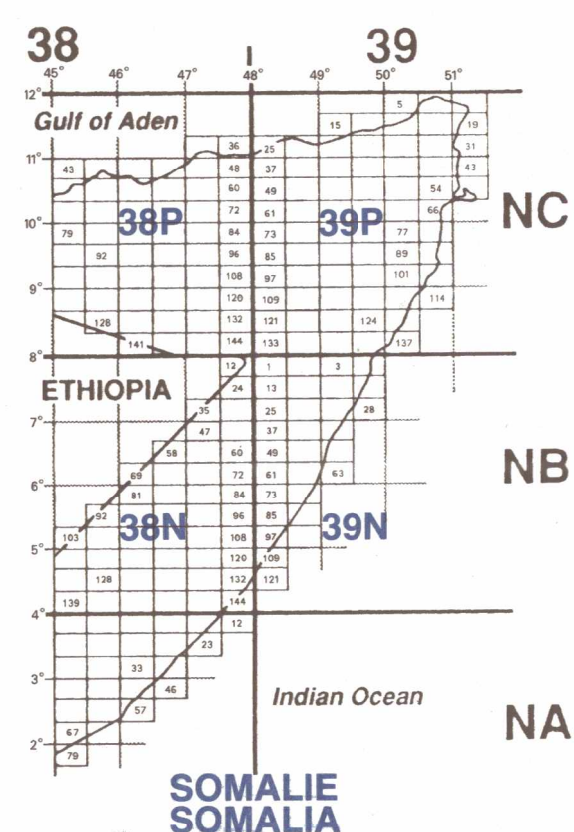 38 39
45° 46° 47° 48° 49° 50° 51°
12°
5
Gulf of Aden
15 19
36 25 31
11°
43 48 37 43
60 49 54
10°
38P 72 61 39P 66 NC
79 84 73 77
92 96 85 89
108 97 101
9°
120 109 114
128 132 121 124
141 144 133 137
8°
12 1 3
ETHIOPIA 24 13
35 25 28
7°
47 37
58 60 49
69 72 61 63 NB
6°
91 84 73
92 38N 96 85 39N
103 108 97
5°
120 109
128 132 121
139 144
4°
12
23
33
3°
46 Indian Ocean
57 NA
67
2°
79
SOMALIE
SOMALIA